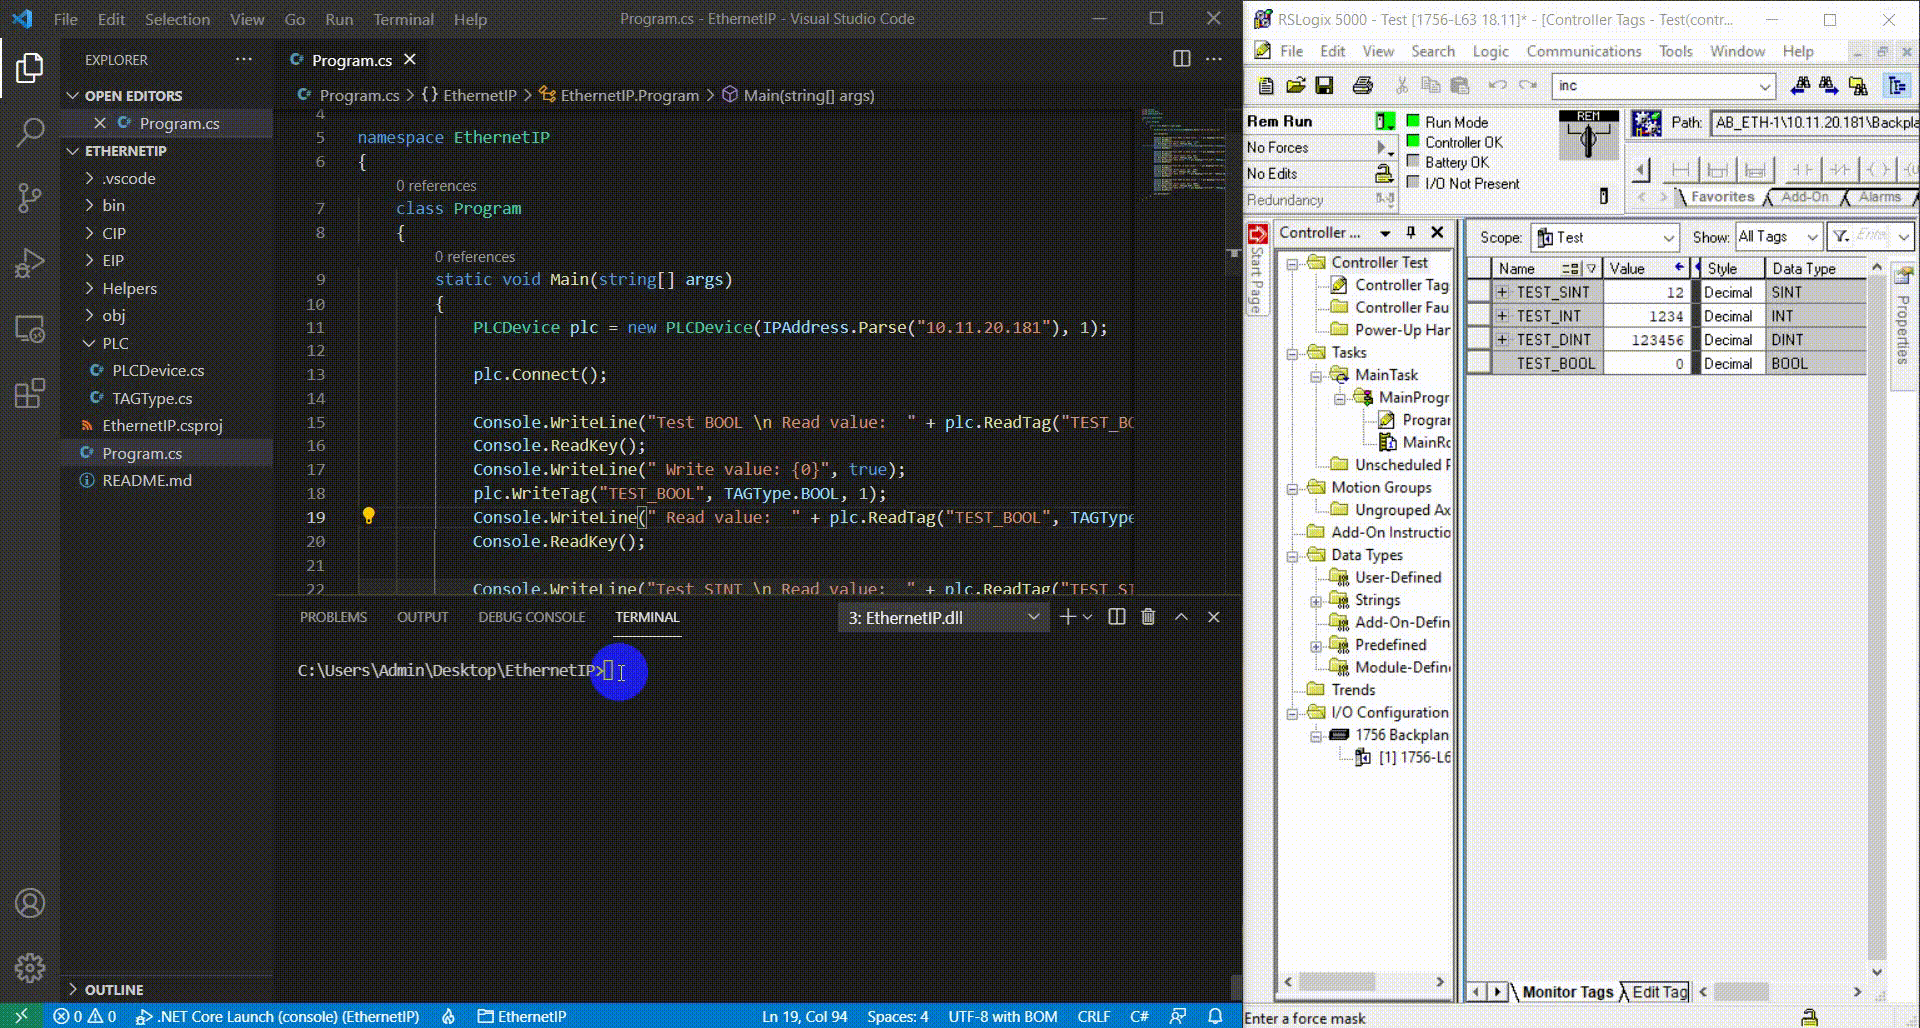 File Edit Selection View Go Run Terminal Help Program.cs - EthernetIP - Visual Studio Code
EXPLORER
OPEN EDITORS
Program.cs
ETHERNETIP
.vscode
bin
CIP
EIP
Helpers
obj
PLC
PLCDevice.cs
TAGType.cs
EthernetIP.csproj
Program.cs
README.md
OUTLINE
Program.cs
Program.cs > {} EthernetIP > EthernetIP.Program > Main(string[] args)
4
5 namespace EthernetIP
6 {
0 references
7 class Program
8 {
0 references
9 static void Main(string[] args)
10 {
11 PLCDevice plc = new PLCDevice(IPAddress.Parse("10.11.20.181"), 1);
12
13 plc.Connect();
14
15 Console.WriteLine("Test BOOL \n Read value:  " + plc.ReadTag("TEST_BO
16 Console.ReadKey();
17 Console.WriteLine(" Write value: {0}", true);
18 plc.WriteTag("TEST_BOOL", TAGType.BOOL, 1);
19 Console.WriteLine(" Read value:  " + plc.ReadTag("TEST_BOOL", TAGType
20 Console.ReadKey();
21
22 Console.WriteLine("Test SINT \n Read value:  " + plc.ReadTag("TEST_SI
PROBLEMS OUTPUT DEBUG CONSOLE TERMINAL 3: EthernetIP.dll
C:\Users\Admin\Desktop\EthernetIP>
0 0 .NET Core Launch (console) (EthernetIP) EthernetIP Ln 19, Col 94 Spaces: 4 UTF-8 with BOM CRLF C#
RSLogix 5000 - Test [1756-L63 18.11]* - [Controller Tags - Test(contr...
File Edit View Search Logic Communications Tools Window Help
inc
Rem Run
No Forces
No Edits
Redundancy
Run Mode
Controller OK
Battery OK
I/O Not Present
REM
Path: AB_ETH-1\10.11.20.181\Backpla
Favorites Add-On Alarms
Start Page
Controller ...
Controller Test
Controller Tag
Controller Fau
Power-Up Har
Tasks
MainTask
MainProgr
Program
MainRo
Unscheduled P
Motion Groups
Ungrouped Ax
Add-On Instructio
Data Types
User-Defined
Strings
Add-On-Defin
Predefined
Module-Define
Trends
I/O Configuration
1756 Backplan
[1] 1756-L6
Scope: Test Show: All Tags Enter
Name Value Style Data Type
TEST_SINT 12 Decimal SINT
TEST_INT 1234 Decimal INT
TEST_DINT 123456 Decimal DINT
TEST_BOOL 0 Decimal BOOL
Properties
Monitor Tags Edit Tag
Enter a force mask